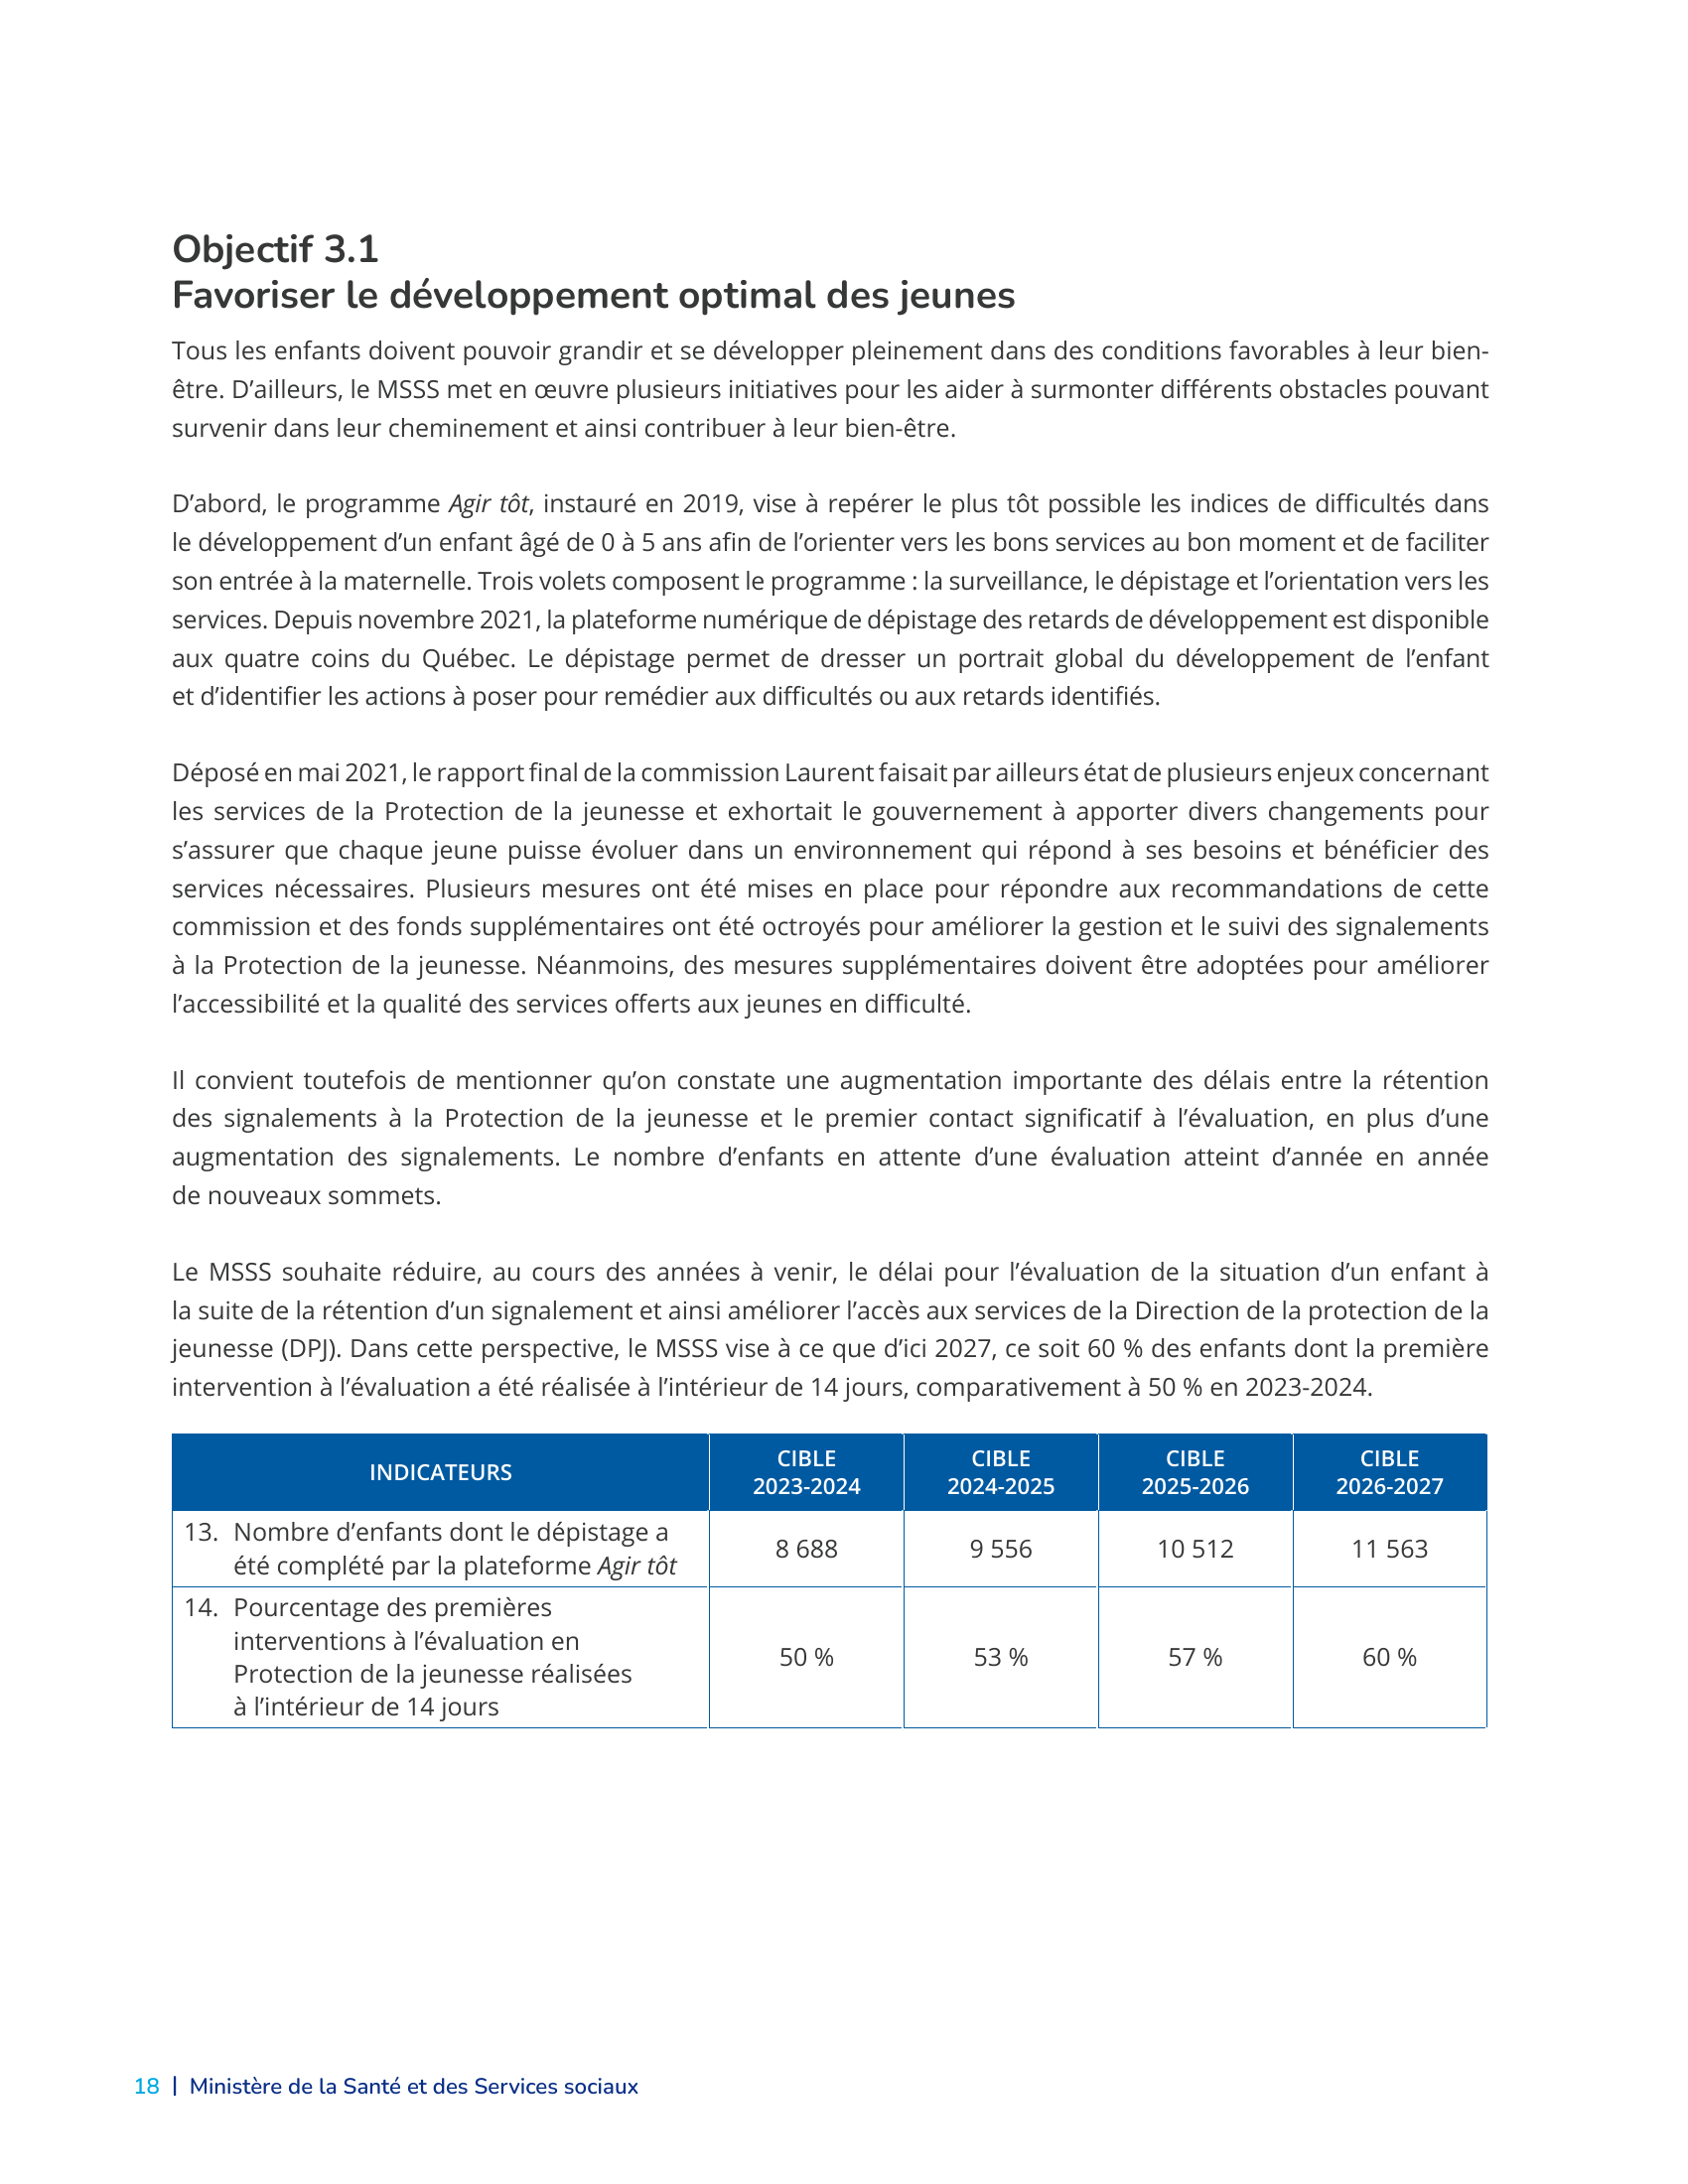 Objectif 3.1
Favoriser le développement optimal des jeunes
Tous les enfants doivent pouvoir grandir et se développer pleinement dans des conditions favorables à leur bien-
être. D’ailleurs, le MSSS met en œuvre plusieurs initiatives pour les aider à surmonter différents obstacles pouvant
survenir dans leur cheminement et ainsi contribuer à leur bien-être.
D’abord, le programme Agir tôt, instauré en 2019, vise à repérer le plus tôt possible les indices de difficultés dans
le développement d’un enfant âgé de 0 à 5 ans afin de l’orienter vers les bons services au bon moment et de faciliter
son entrée à la maternelle. Trois volets composent le programme : la surveillance, le dépistage et l’orientation vers les
services. Depuis novembre 2021, la plateforme numérique de dépistage des retards de développement est disponible
aux quatre coins du Québec. Le dépistage permet de dresser un portrait global du développement de l’enfant
et d’identifier les actions à poser pour remédier aux difficultés ou aux retards identifiés.
Déposé en mai 2021, le rapport final de la commission Laurent faisait par ailleurs état de plusieurs enjeux concernant
les services de la Protection de la jeunesse et exhortait le gouvernement à apporter divers changements pour
s’assurer que chaque jeune puisse évoluer dans un environnement qui répond à ses besoins et bénéficier des
services nécessaires. Plusieurs mesures ont été mises en place pour répondre aux recommandations de cette
commission et des fonds supplémentaires ont été octroyés pour améliorer la gestion et le suivi des signalements
à la Protection de la jeunesse. Néanmoins, des mesures supplémentaires doivent être adoptées pour améliorer
l’accessibilité et la qualité des services offerts aux jeunes en difficulté.
Il convient toutefois de mentionner qu’on constate une augmentation importante des délais entre la rétention
des signalements à la Protection de la jeunesse et le premier contact significatif à l’évaluation, en plus d’une
augmentation des signalements. Le nombre d’enfants en attente d’une évaluation atteint d’année en année
de nouveaux sommets.
Le MSSS souhaite réduire, au cours des années à venir, le délai pour l’évaluation de la situation d’un enfant à
la suite de la rétention d’un signalement et ainsi améliorer l’accès aux services de la Direction de la protection de la
jeunesse (DPJ). Dans cette perspective, le MSSS vise à ce que d’ici 2027, ce soit 60 % des enfants dont la première
intervention à l’évaluation a été réalisée à l’intérieur de 14 jours, comparativement à 50 % en 2023-2024.
INDICATEURS
CIBLE
2023-2024
CIBLE
2024-2025
CIBLE
2025-2026
CIBLE
2026-2027
13. Nombre d’enfants dont le dépistage a
été complété par la plateforme Agir tôt
8 688
9 556
10 512
11 563
14. Pourcentage des premières
interventions à l’évaluation en
Protection de la jeunesse réalisées
à l’intérieur de 14 jours
50 %
53 %
57 %
60 %
18 | Ministère de la Santé et des Services sociaux